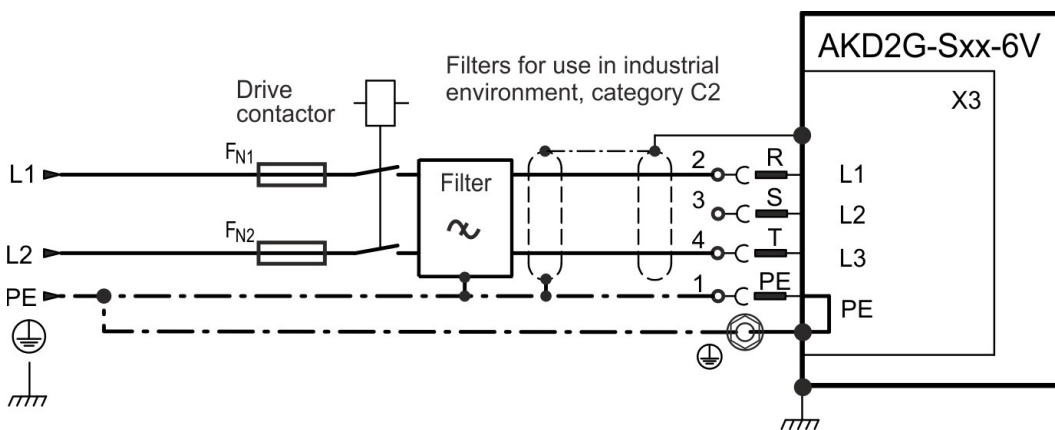 AKD2G-Sxx-6V
X3
Filters for use in industrial
environment, category C2
Drive
contactor
FN1
L1
Filter
2
R
L1
3
S
L2
FN2
L2
4
T
L3
PE
1
PE
PE